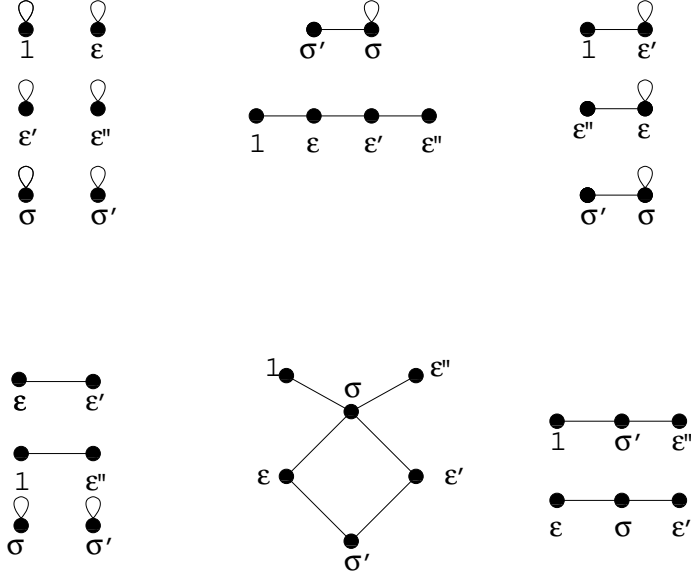 1 ε
ε′ ε″
σ σ′
σ′ σ
1 ε ε′ ε″
1 ε′
ε″ ε
σ′ σ
ε ε′
1 ε″
σ σ′
1 σ ε″
ε ε′
σ′
1 σ′ ε″
ε σ ε′